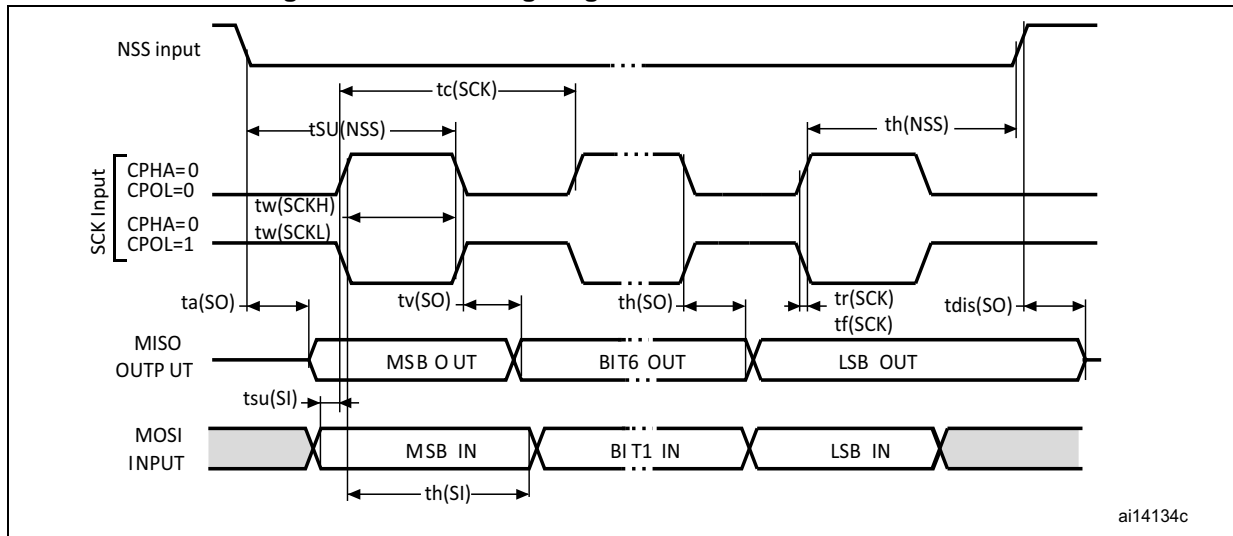 NSS input
tc(SCK)
tSU(NSS)
th(NSS)
SCK Input
CPHA=0
CPOL=0
tw(SCKH)
CPHA=0
tw(SCKL)
CPOL=1
ta(SO)
tv(SO)
th(SO)
tr(SCK)
tdis(SO)
tf(SCK)
MISO
OUTP UT
MSB O UT
BIT6 OUT
LSB OUT
tsu(SI)
MOSI
INPUT
MSB IN
BI T1 IN
LSB IN
th(SI)
ai14134c